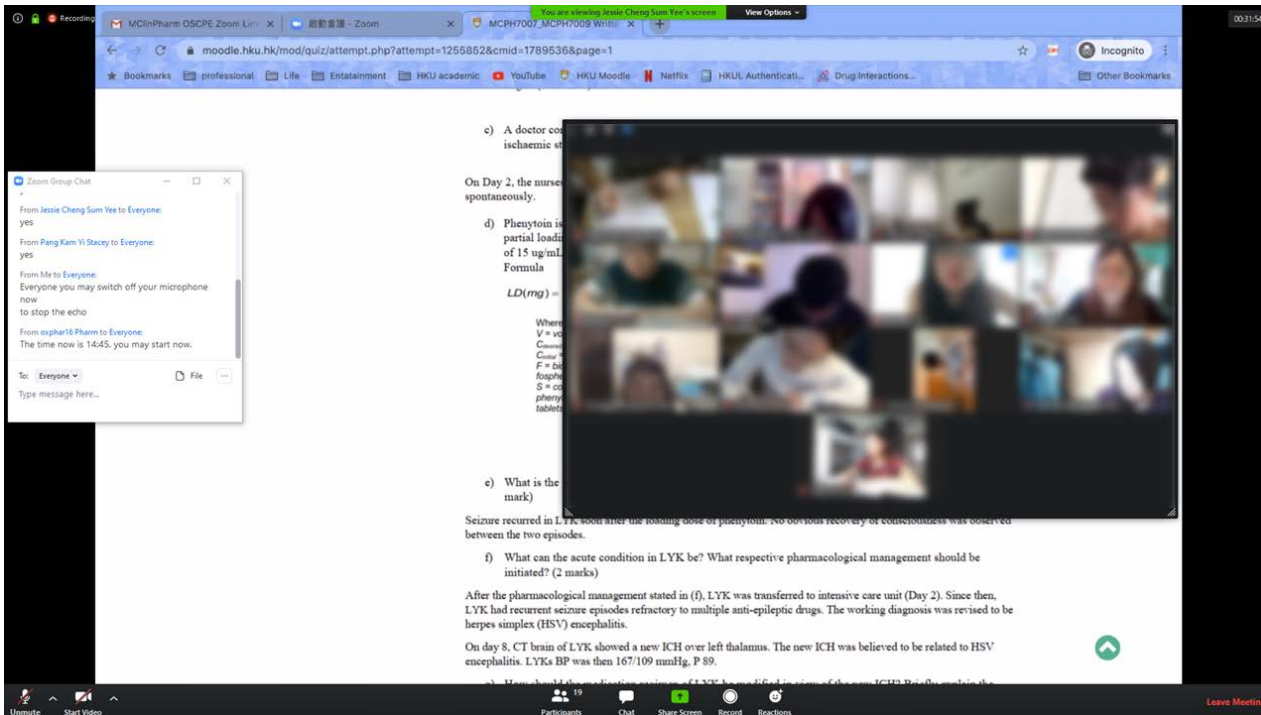 Recording
You are viewing Jessie Cheng Sum Yee's screen
View Options
00:31:54
MClinPharm OSCPE Zoom Lin
啟動會議 - Zoom
MCPH7007_MCPH7009 Writte
moodle.hku.hk/mod/quiz/attempt.php?attempt=1255852&cmid=1789536&page=1
Incognito
Bookmarks professional Life Entatainment HKU academic YouTube HKU Moodle Netflix HKUL Authenticati... Drug Interactions... Other Bookmarks
c) A doctor
ischaemic
On Day 2, the
spontaneously.
d) Phenytoin is
partial
of 15 ug/mL
Formula
LD(mg) =
Where
V =
F =
S =
tablets
e) What is the
mark)
Seizure recurred in LYK soon after the loading dose of phenytoin. No obvious recovery of consciousness was observed
between the two episodes.
f) What can the acute condition in LYK be? What respective pharmacological management should be
initiated? (2 marks)
After the pharmacological management stated in (f), LYK was transferred to intensive care unit (Day 2). Since then,
LYK had recurrent seizure episodes refractory to multiple anti-epileptic drugs. The working diagnosis was revised to be
herpes simplex (HSV) encephalitis.
On day 8, CT brain of LYK showed a new ICH over left thalamus. The new ICH was believed to be related to HSV
encephalitis. LYKs BP was then 167/109 mmHg, P 89.
Zoom Group Chat
From Jessie Cheng Sum Yee to Everyone:
yes
From Pang Kam Yi Stacey to Everyone:
yes
From Me to Everyone:
Everyone you may switch off your microphone
now
to stop the echo
From oxphar16 Pharm to Everyone:
The time now is 14:45, you may start now.
To: Everyone File
Type message here...
Unmute
Start Video
Participants 19
Chat
Share Screen
Record
Reactions
Leave Meetin